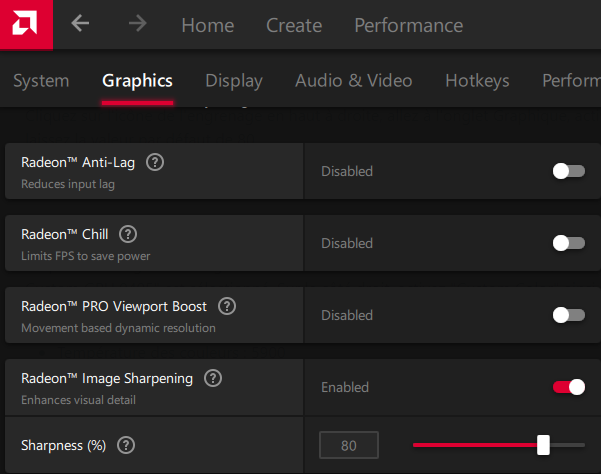 Home Create Performance
System Graphics Display Audio & Video Hotkeys Perform
Radeon™ Anti-Lag ?
Disabled
Reduces input lag
Radeon™ Chill ?
Disabled
Limits FPS to save power
Radeon™ PRO Viewport Boost ?
Disabled
Movement based dynamic resolution
Radeon™ Image Sharpening ?
Enabled
Enhances visual detail
Sharpness (%) ? 80